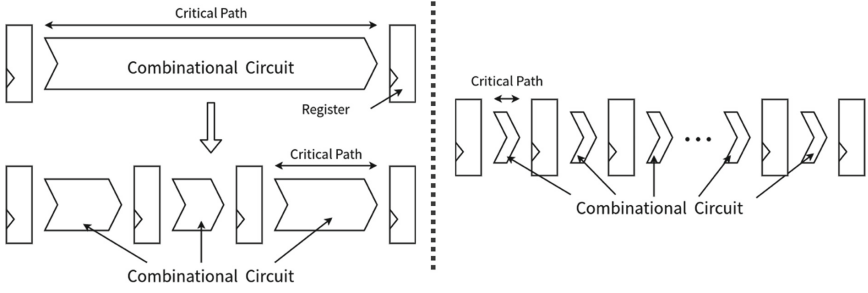 Critical Path
Combinational Circuit
Register
Critical Path
Combinational Circuit
Critical Path
•••
Combinational Circuit